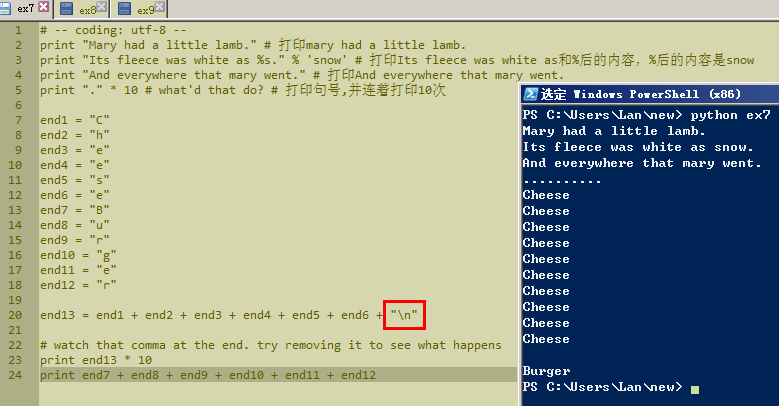 ex7
ex8
ex9
1 # -- coding: utf-8 --
2 print "Mary had a little lamb." # 打印mary had a little lamb.
3 print "Its fleece was white as %s." % 'snow' # 打印Its fleece was white as和%后的内容，%后的内容是snow
4 print "And everywhere that mary went." # 打印And everywhere that mary went.
5 print "." * 10 # what'd that do? # 打印句号,并连着打印10次
6
7 end1 = "C"
8 end2 = "h"
9 end3 = "e"
10 end4 = "e"
11 end5 = "s"
12 end6 = "e"
13 end7 = "B"
14 end8 = "u"
15 end9 = "r"
16 end10 = "g"
17 end11 = "e"
18 end12 = "r"
19
20 end13 = end1 + end2 + end3 + end4 + end5 + end6 + "\n"
21
22 # watch that comma at the end. try removing it to see what happens
23 print end13 * 10
24 print end7 + end8 + end9 + end10 + end11 + end12
选定 Windows PowerShell (x86)
PS C:\Users\Lan\new> python ex7
Mary had a little lamb.
Its fleece was white as snow.
And everywhere that mary went.
..........
Cheese
Cheese
Cheese
Cheese
Cheese
Cheese
Cheese
Cheese
Cheese
Cheese
Burger
PS C:\Users\Lan\new>